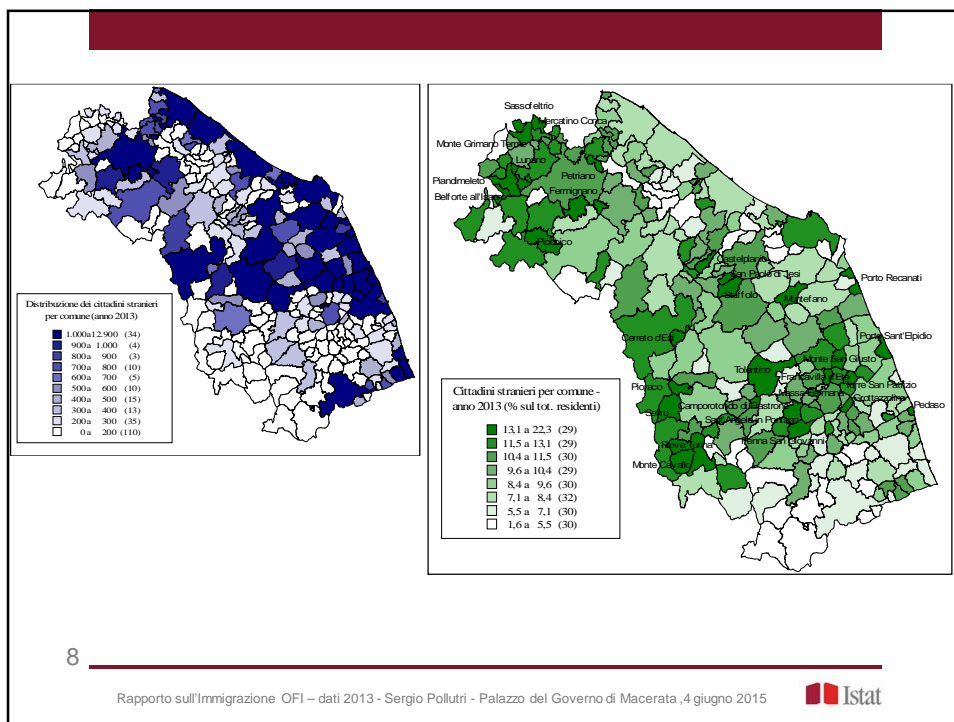 Distribuzione dei cittadini stranieri
per comune (anno 2013)
1.000 a 12.900 (34)
900 a 1.000 (4)
800 a 900 (3)
700 a 800 (10)
600 a 700 (5)
500 a 600 (10)
400 a 500 (15)
300 a 400 (13)
200 a 300 (35)
0 a 200 (110)
Sassofeltrio
Mercatino Conca
Monte Grimano Terme
Lunano
Petriano
Piandimeleto
Fermignano
Belforte all'Isauro
Piobbico
Castelplanio
San Paolo di Jesi
Porto Recanati
Staffolo
Montefano
Cerreto d'Esi
Porto Sant'Elpidio
Monte San Giusto
Tolentino
Francavilla d'Ete
Pioraco
Torre San Patrizio
Massa Fermana
Grottazzolina
Pedaso
Camporotondo di Fiastrone
Sefro
Sant'Angelo in Pontano
Pieve Torina
Penna San Giovanni
Monte Cavallo
Cittadini stranieri per comune -
anno 2013 (% sul tot. residenti)
13,1 a 22,3 (29)
11,5 a 13,1 (29)
10,4 a 11,5 (30)
9,6 a 10,4 (29)
8,4 a 9,6 (30)
7,1 a 8,4 (32)
5,5 a 7,1 (30)
1,6 a 5,5 (30)
8
Rapporto sull'Immigrazione OFI – dati 2013 - Sergio Pollutri - Palazzo del Governo di Macerata ,4 giugno 2015
Istat